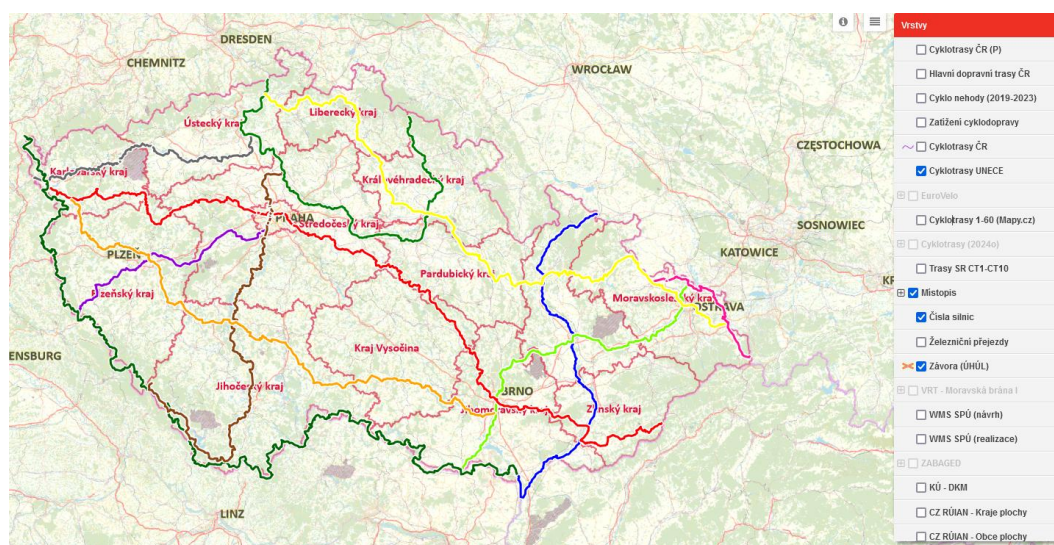 DRESDEN
CHEMNITZ
WROCŁAW
Liberecký kraj
Ústecký kraj
CZĘSTOCHOWA
Karlovarský kraj
Královéhradecký kraj
PRAHA
Středočeský kraj
SOSNOWIEC
PLZEŇ
KATOWICE
Pardubický kraj
KR
Plzeňský kraj
Moravskoslezský kraj
OSTRAVA
ENSBURG
Kraj Vysočina
Jihočeský kraj
BRNO
Jihomoravský kraj
Zlínský kraj
LINZ
Vrstvy
Cyklotrasy ČR (P)
Hlavní dopravní trasy ČR
Cyklo nehody (2019-2023)
Zatížení cyklodopravy
Cyklotrasy ČR
Cyklotrasy UNECE
EuroVelo
Cyklotrasy 1-60 (Mapy.cz)
Cyklotrasy (2024o)
Trasy SR CT1-CT10
Místopis
Čísla silnic
Železniční přejezdy
Závora (ÚHÚL)
VRT - Moravská brána I
WMS SPÚ (návrh)
WMS SPÚ (realizace)
ZABAGED
KÚ - DKM
CZ RÚIAN - Kraje plochy
CZ RÚIAN - Obce plochy